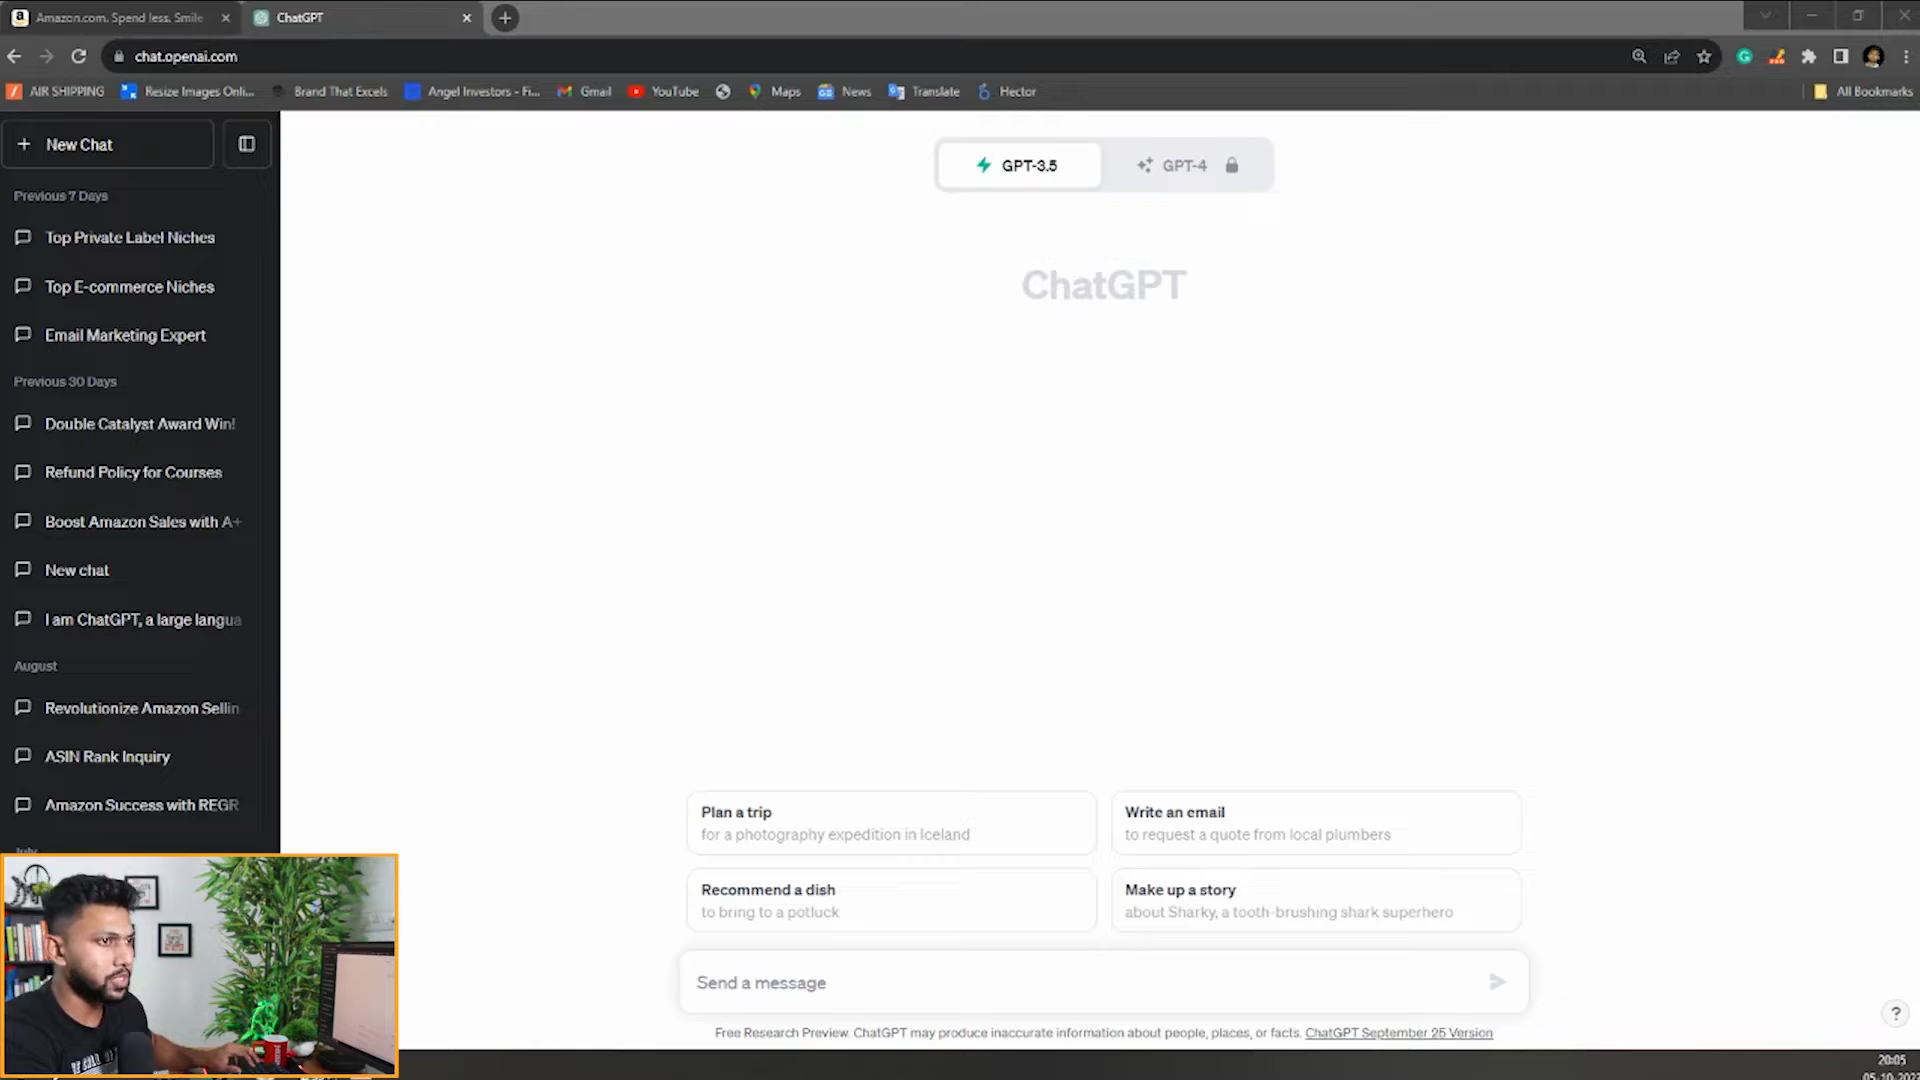 Amazon.com. Spend less. Smile
ChatGPT
chat.openai.com
AIR SHIPPING
Resize Images Onli...
Brand That Excels
Angel Investors - Fi...
Gmail
YouTube
Maps
News
Translate
Hector
All Bookmarks
New Chat
Previous 7 Days
Top Private Label Niches
Top E-commerce Niches
Email Marketing Expert
Previous 30 Days
Double Catalyst Award Win!
Refund Policy for Courses
Boost Amazon Sales with A+
New chat
I am ChatGPT, a large langua
August
Revolutionize Amazon Sellin
ASIN Rank Inquiry
Amazon Success with REGR
July
GPT-3.5
GPT-4
ChatGPT
Plan a trip
for a photography expedition in Iceland
Write an email
to request a quote from local plumbers
Recommend a dish
to bring to a potluck
Make up a story
about Sharky, a tooth-brushing shark superhero
Send a message
Free Research Preview. ChatGPT may produce inaccurate information about people, places, or facts. ChatGPT September 25 Version
?
20:05